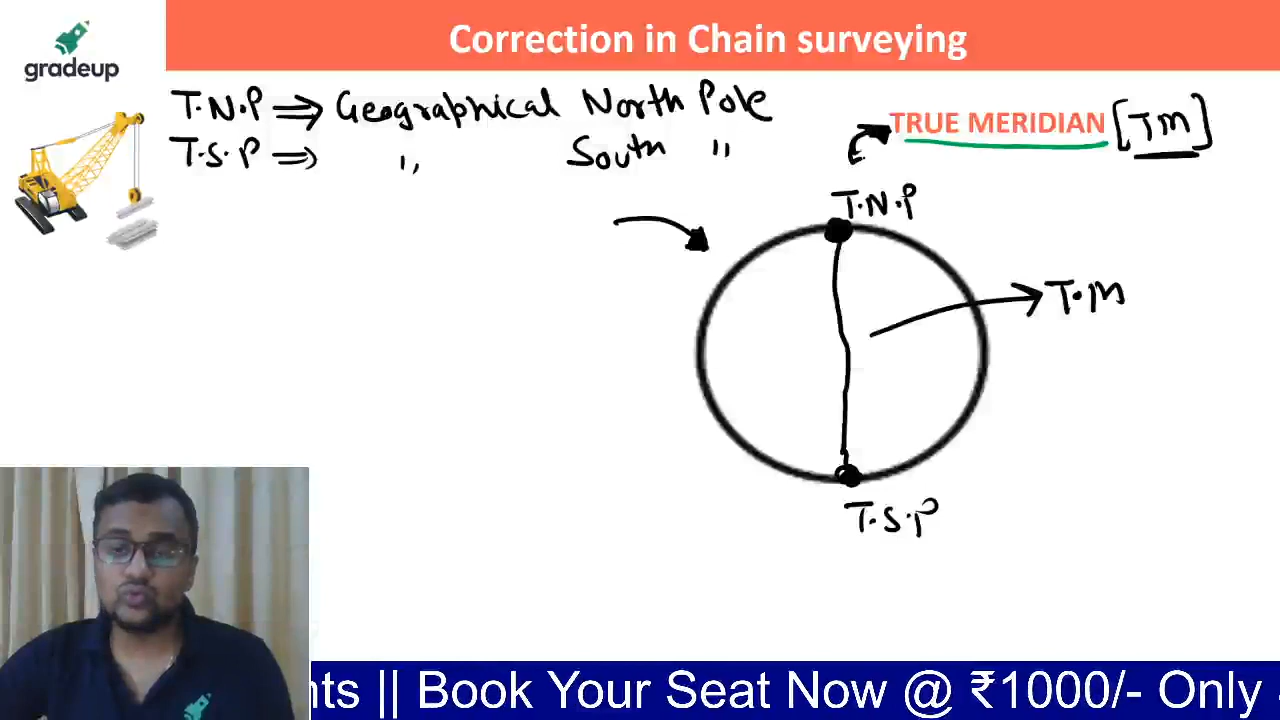 Correction in Chain surveying
gradeup
T.N.P ⇒ Geographical North Pole
T.S.P ⇒ ,, South ,,
TRUE MERIDIAN [TM]
T.N.P
T.M
T.S.P
nts || Book Your Seat Now @ ₹1000/- Only